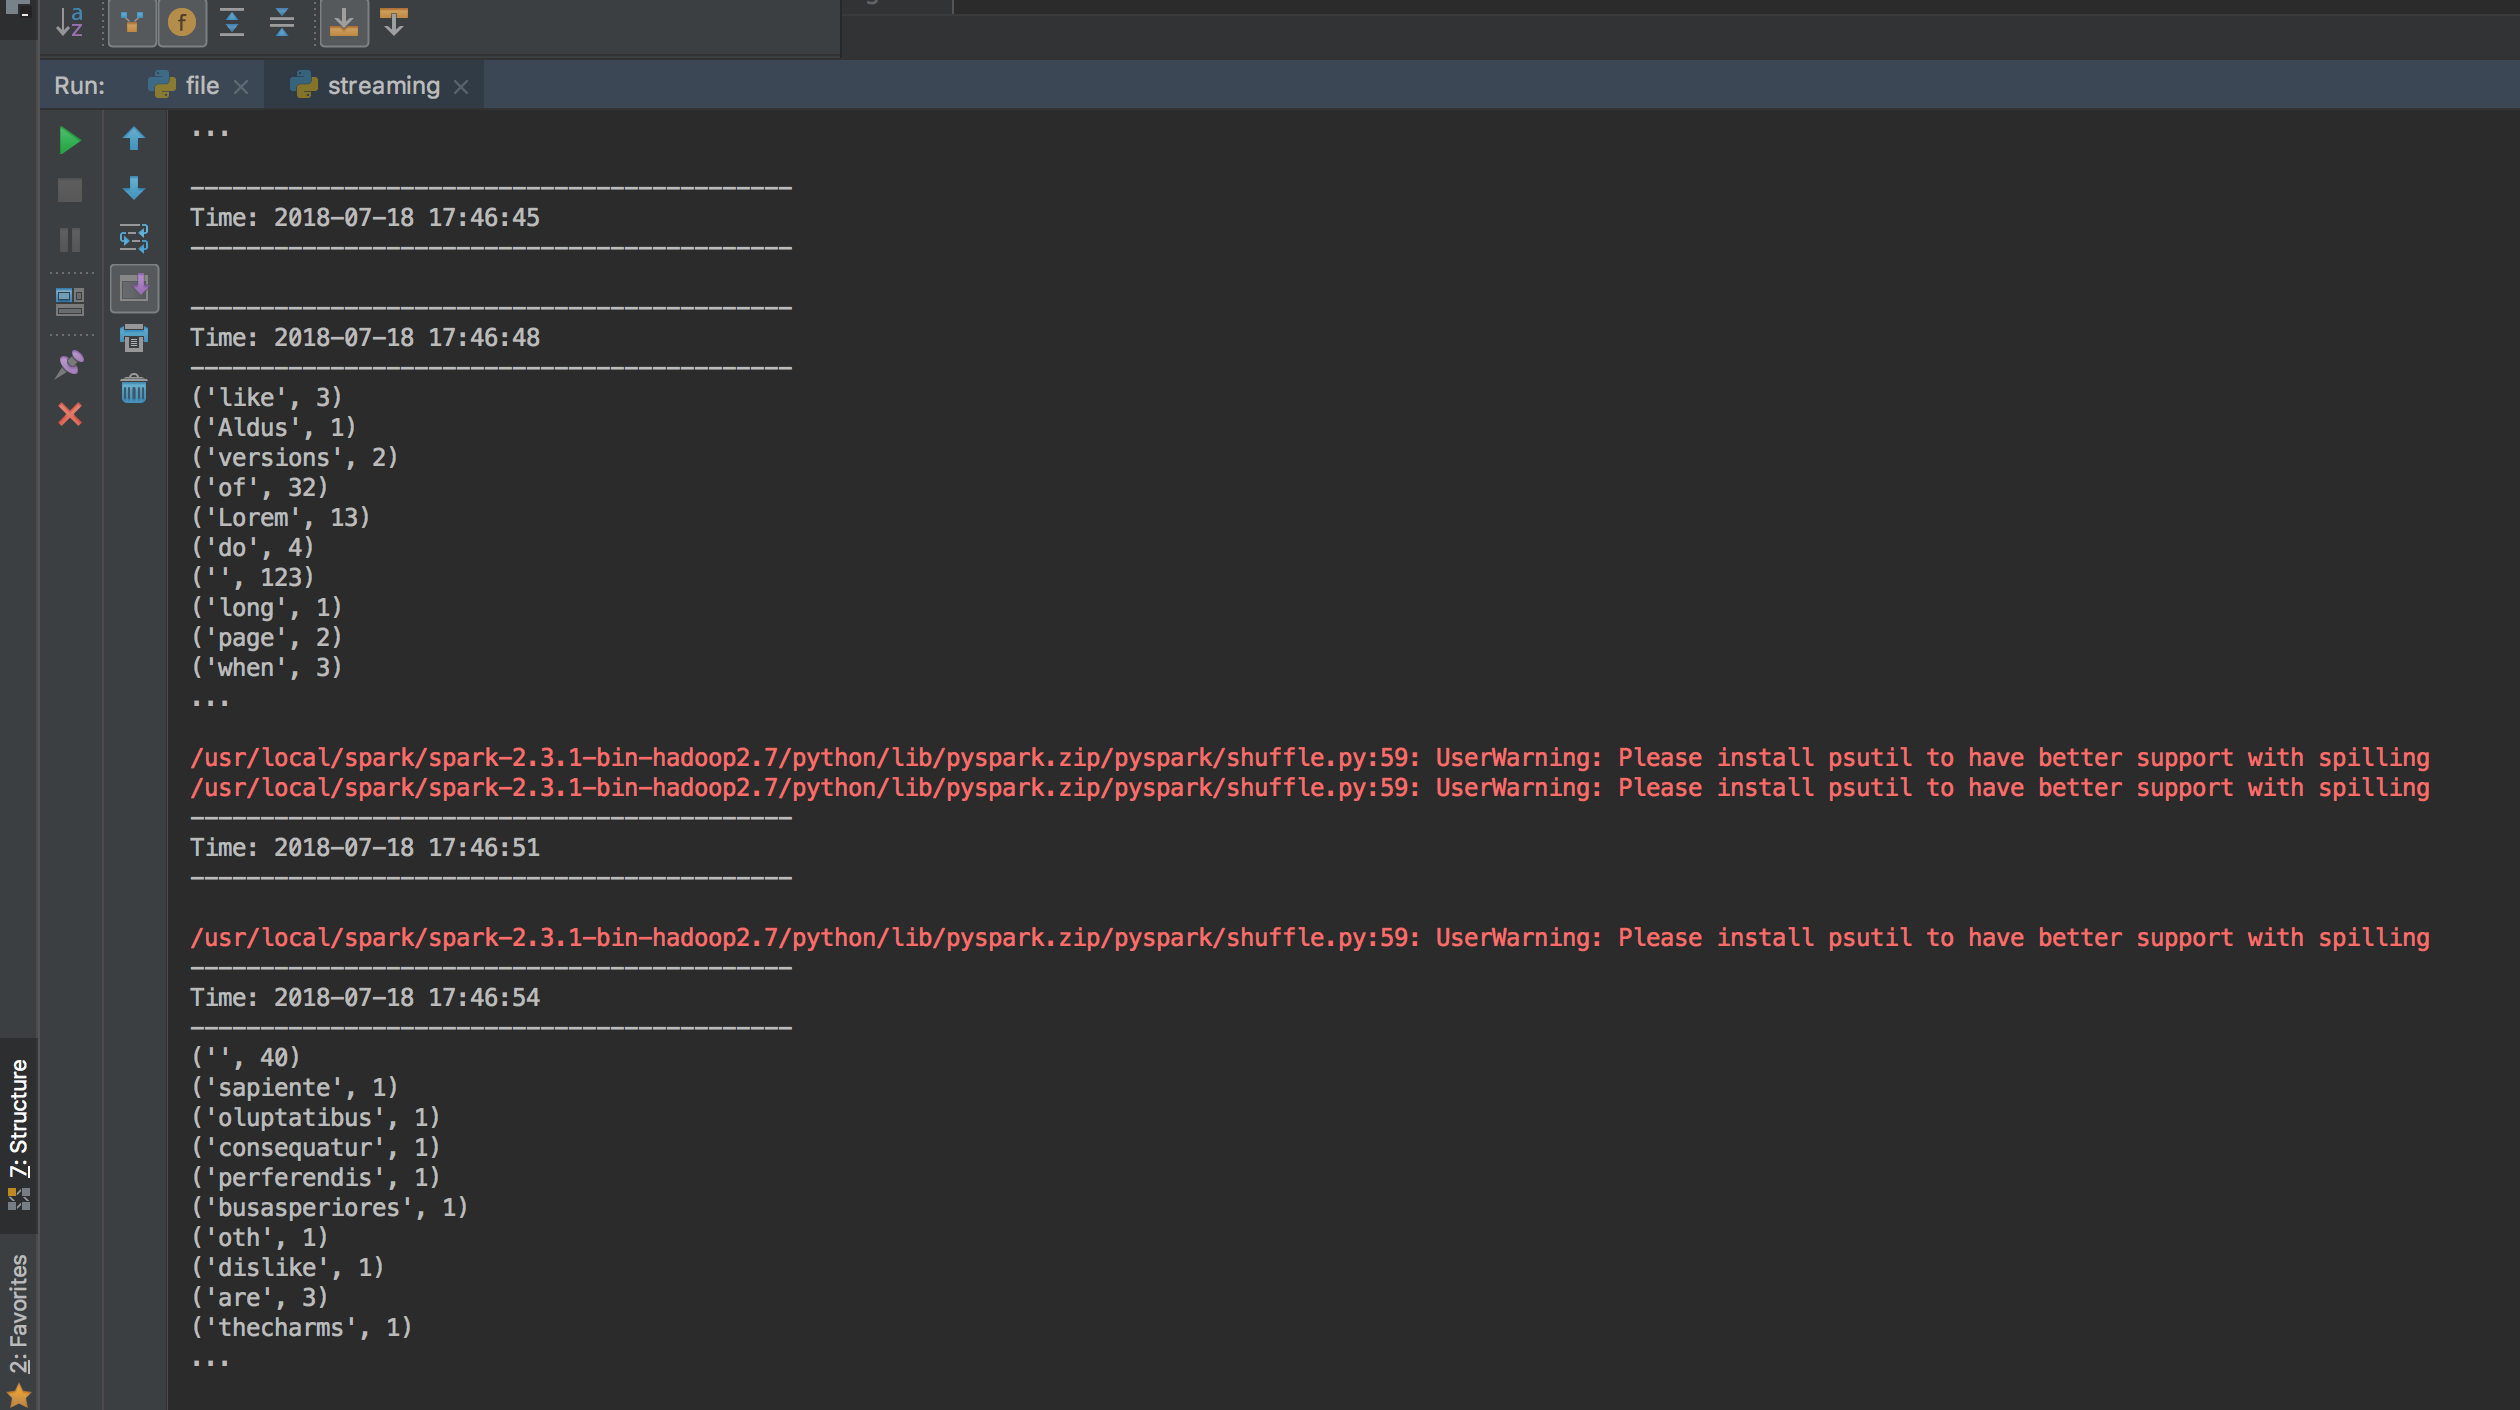 Run: file streaming
...
-------------------------------------------
Time: 2018-07-18 17:46:45
-------------------------------------------
-------------------------------------------
Time: 2018-07-18 17:46:48
-------------------------------------------
('like', 3)
('Aldus', 1)
('versions', 2)
('of', 32)
('Lorem', 13)
('do', 4)
('', 123)
('long', 1)
('page', 2)
('when', 3)
...
/usr/local/spark/spark-2.3.1-bin-hadoop2.7/python/lib/pyspark.zip/pyspark/shuffle.py:59: UserWarning: Please install psutil to have better support with spilling
/usr/local/spark/spark-2.3.1-bin-hadoop2.7/python/lib/pyspark.zip/pyspark/shuffle.py:59: UserWarning: Please install psutil to have better support with spilling
-------------------------------------------
Time: 2018-07-18 17:46:51
-------------------------------------------
/usr/local/spark/spark-2.3.1-bin-hadoop2.7/python/lib/pyspark.zip/pyspark/shuffle.py:59: UserWarning: Please install psutil to have better support with spilling
-------------------------------------------
Time: 2018-07-18 17:46:54
-------------------------------------------
('', 40)
('sapiente', 1)
('oluptatibus', 1)
('consequatur', 1)
('perferendis', 1)
('busasperiores', 1)
('oth', 1)
('dislike', 1)
('are', 3)
('thecharms', 1)
...
7: Structure
2: Favorites